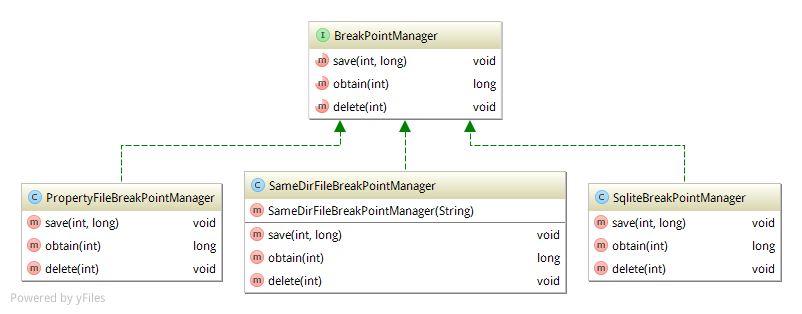 I BreakPointManager
m save(int, long) void
m obtain(int) long
m delete(int) void
C PropertyFileBreakPointManager
m save(int, long) void
m obtain(int) long
m delete(int) void
C SameDirFileBreakPointManager
m SameDirFileBreakPointManager(String)
m save(int, long) void
m obtain(int) long
m delete(int) void
C SqliteBreakPointManager
m save(int, long) void
m obtain(int) long
m delete(int) void
Powered by yFiles